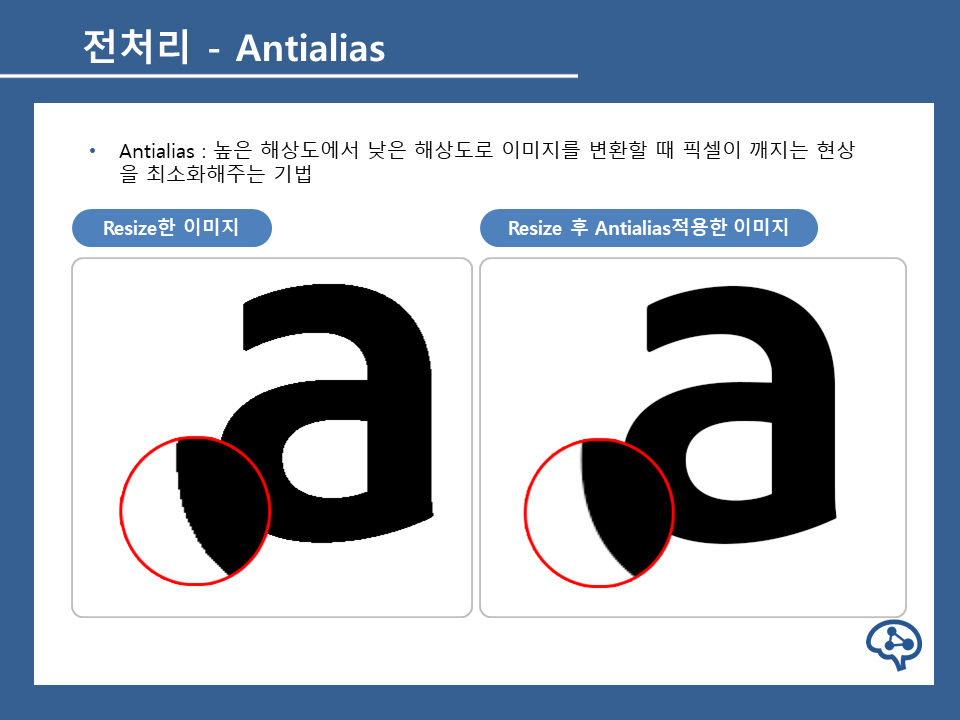 전처리 - Antialias
• Antialias : 높은 해상도에서 낮은 해상도로 이미지를 변환할 때 픽셀이 깨지는 현상
을 최소화해주는 기법
Resize한 이미지
Resize 후 Antialias적용한 이미지
a
a